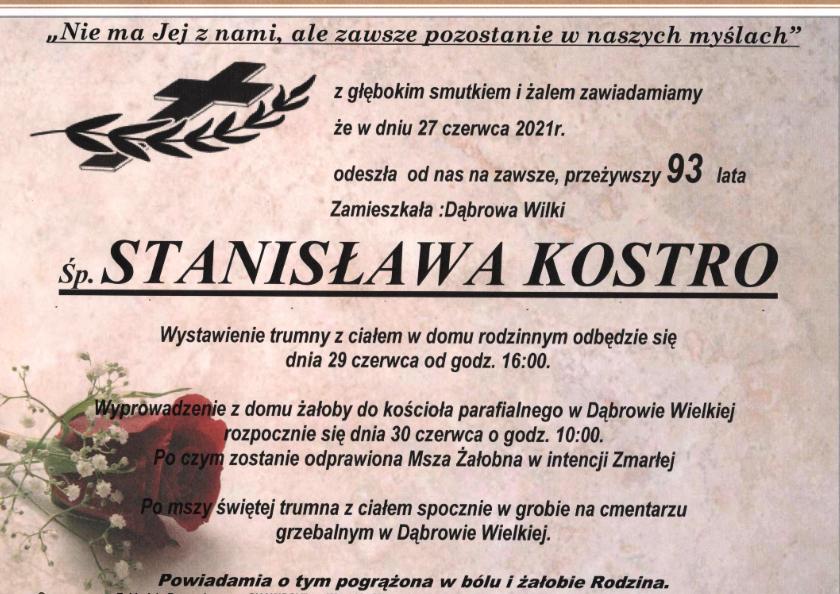 „Nie ma Jej z nami, ale zawsze pozostanie w naszych myślach”
z głębokim smutkiem i żalem zawiadamiamy
że w dniu 27 czerwca 2021r.
odeszła od nas na zawsze, przeżywszy 93 lata
Zamieszkała :Dąbrowa Wilki
Śp. STANISŁAWA KOSTRO
Wystawienie trumny z ciałem w domu rodzinnym odbędzie się
dnia 29 czerwca od godz. 16:00.
Wyprowadzenie z domu żałoby do kościoła parafialnego w Dąbrowie Wielkiej
rozpocznie się dnia 30 czerwca o godz. 10:00.
Po czym zostanie odprawiona Msza Żałobna w intencji Zmarłej
Po mszy świętej trumna z ciałem spocznie w grobie na cmentarzu
grzebalnym w Dąbrowie Wielkiej.
Powiadamia o tym pogrążona w bólu i żałobie Rodzina.